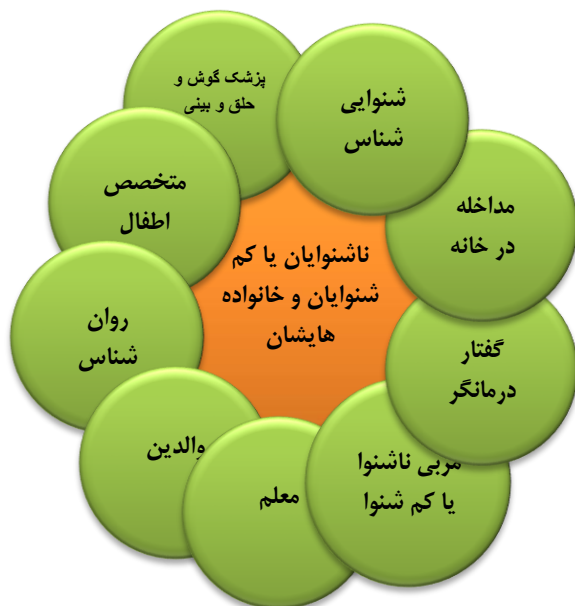 پزشک گوش و
حلق و بینی
شنوایی
شناس
مداخله
در خانه
گفتار
درمانگر
مربی ناشنوا
یا کم شنوا
معلم
والدین
روان
شناس
متخصص
اطفال
ناشنوایان یا کم
شنوایان و خانواده
هایشان